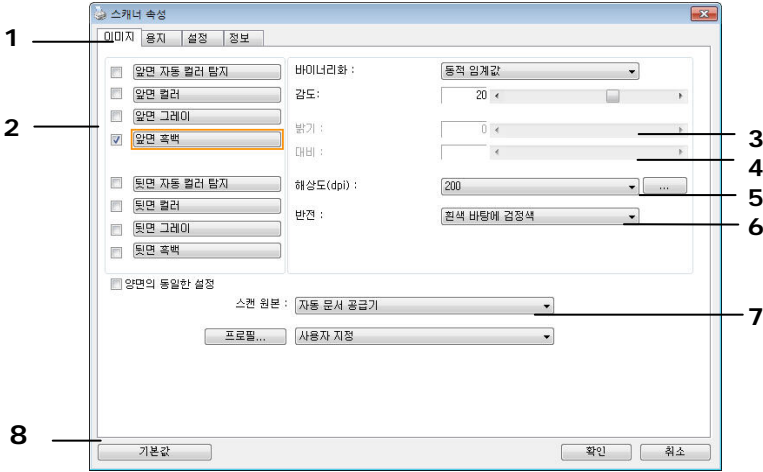 스캐너 속성
1
이미지 용지 설정 정보
앞면 자동 컬러 탐지
바이너리화 :
동적 임계값
앞면 컬러
감도:
20
앞면 그레이
2
밝기 :
0
3
앞면 흑백
대비 :
4
뒷면 자동 컬러 탐지
해상도(dpi) :
200
...
5
뒷면 컬러
반전 :
흰색 바탕에 검정색
6
뒷면 그레이
뒷면 흑백
양면의 동일한 설정
스캔 원본 :
자동 문서 공급기
7
프로필...
사용자 지정
8
기본값
확인
취소